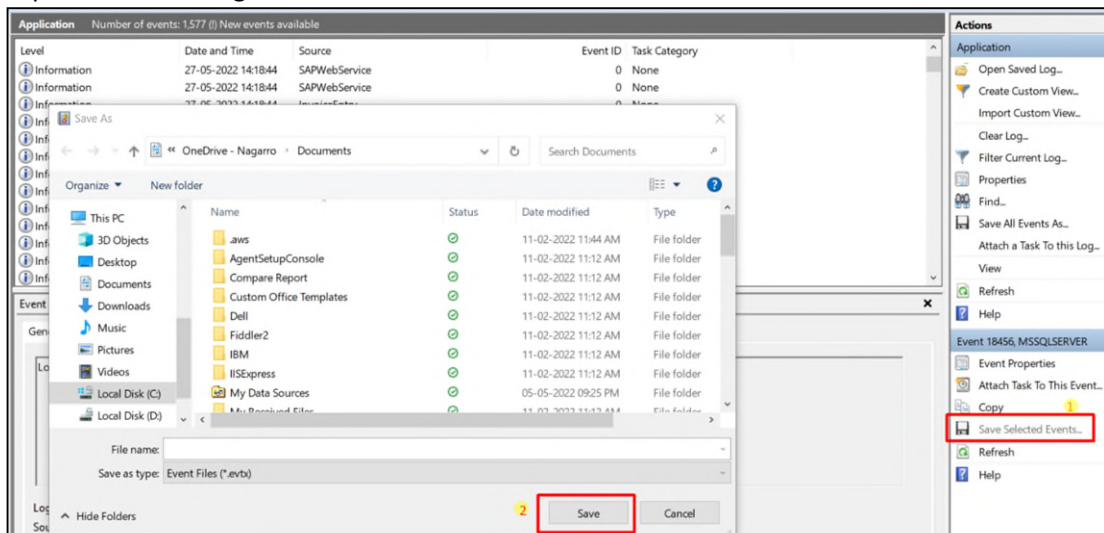 Application Number of events: 1,577 (!) New events available
Level Date and Time Source Event ID Task Category
Information 27-05-2022 14:18:44 SAPWebService 0 None
Information 27-05-2022 14:18:44 SAPWebService 0 None
Save As
« OneDrive - Nagarro › Documents
Search Documents
Organize New folder
Name Status Date modified Type
.aws 11-02-2022 11:44 AM File folder
AgentSetupConsole 11-02-2022 11:12 AM File folder
Compare Report 11-02-2022 11:12 AM File folder
Custom Office Templates 11-02-2022 11:12 AM File folder
Dell 11-02-2022 11:12 AM File folder
Fiddler2 11-02-2022 11:12 AM File folder
IBM 11-02-2022 11:12 AM File folder
IISExpress 11-02-2022 11:12 AM File folder
My Data Sources 05-05-2022 09:25 PM File folder
This PC
3D Objects
Desktop
Documents
Downloads
Music
Pictures
Videos
Local Disk (C:)
Local Disk (D:)
File name:
Save as type: Event Files (*.evtx)
Hide Folders
2 Save Cancel
Event
Gen
Lo
Log
Sou
Actions
Application
Open Saved Log...
Create Custom View...
Import Custom View...
Clear Log...
Filter Current Log...
Properties
Find...
Save All Events As...
Attach a Task To this Log...
View
Refresh
Help
Event 18456, MSSQLSERVER
Event Properties
Attach Task To This Event...
Copy 1
Save Selected Events...
Refresh
Help